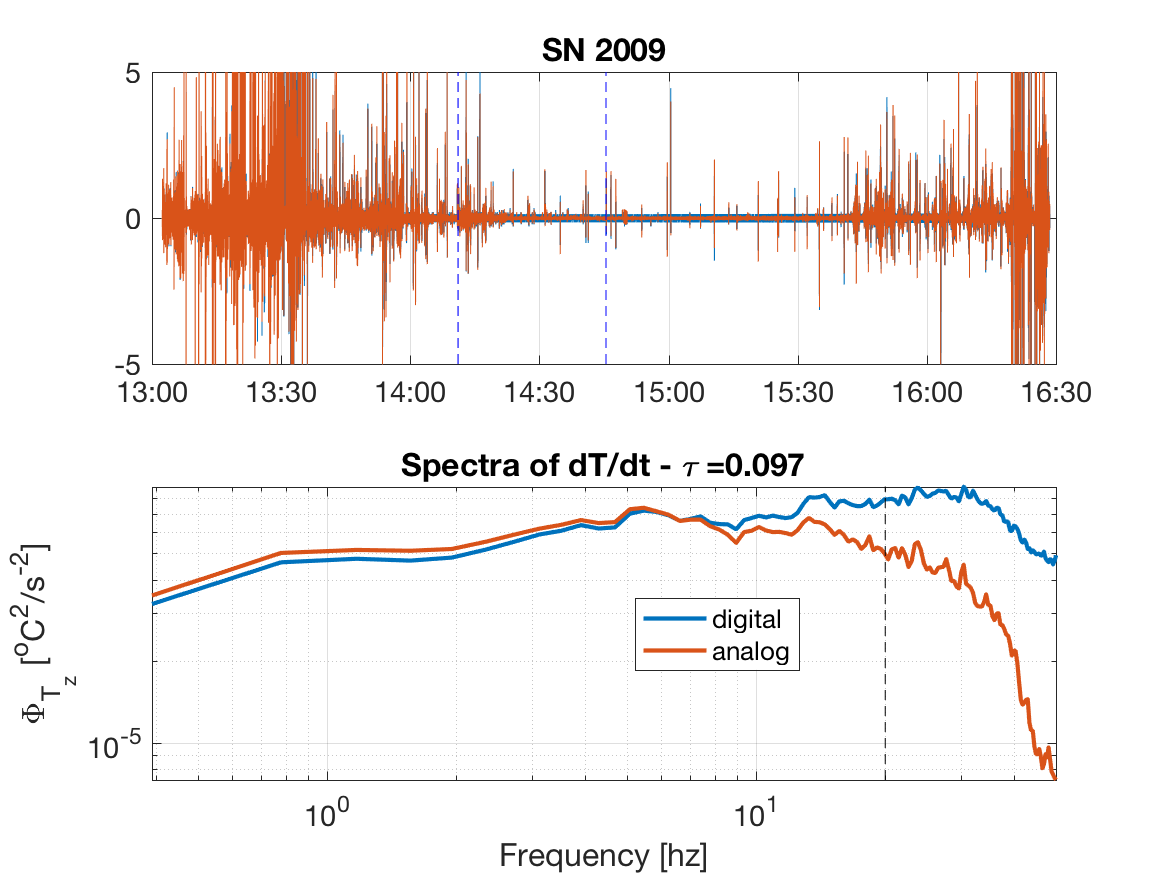 SN 2009
5
0
-5
13:00 13:30 14:00 14:30 15:00 15:30 16:00 16:30
Spectra of dT/dt - τ =0.097
Φ_T_z [°C²/s⁻²]
digital
analog
10⁻⁵
10⁰ 10¹
Frequency [hz]